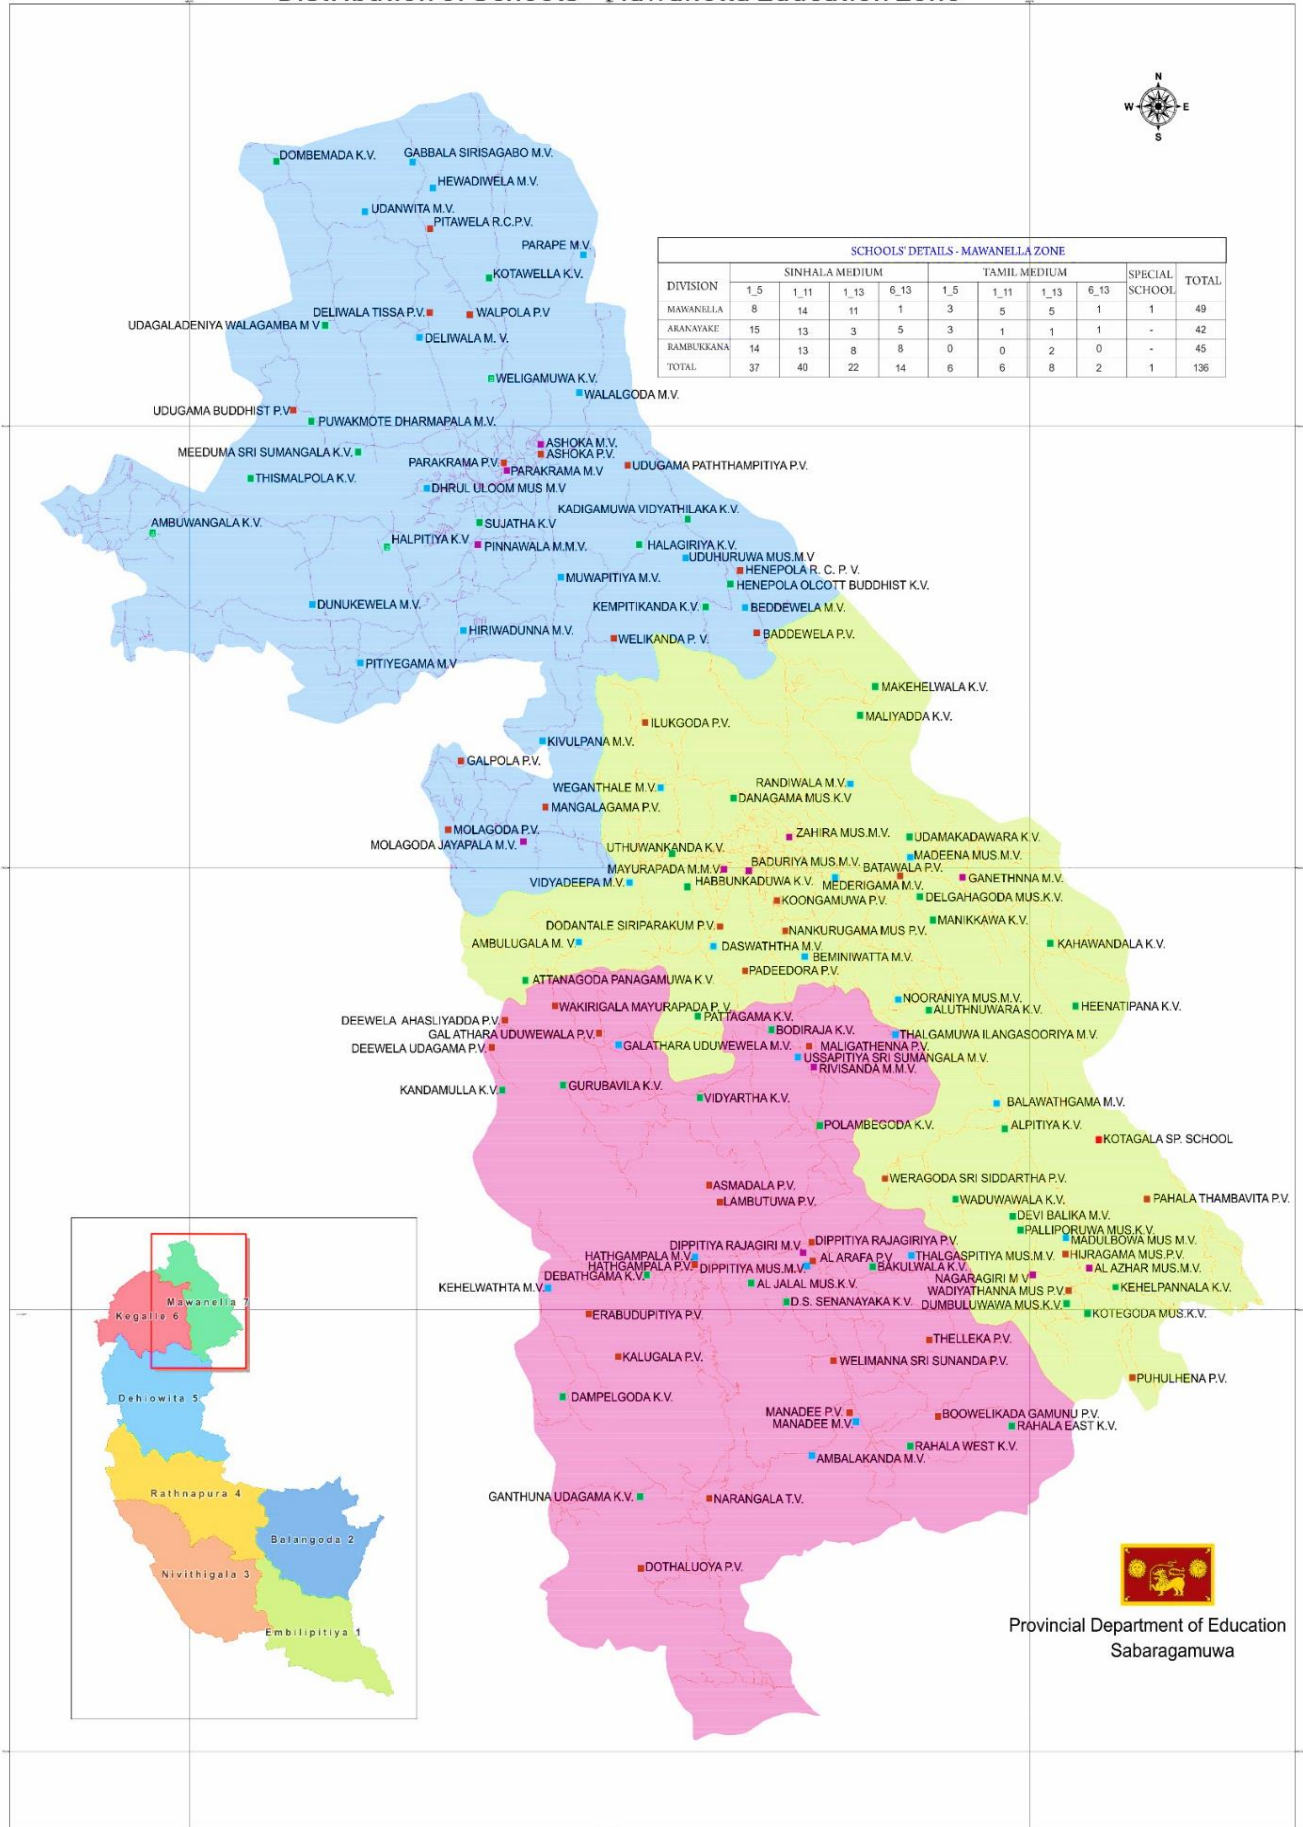 Distribution of Schools - Mawanella Education Zone
N
W E
S
DOMBEMADA K.V.
GABBALA SIRISAGABO M.V.
HEWADIWELA M.V.
UDANWITA M.V.
PITAWELA R.C.P.V.
PARAPE M.V.
KOTAWELLA K.V.
SCHOOLS' DETAILS - MAWANELLA ZONE
DIVISION SINHALA MEDIUM TAMIL MEDIUM SPECIAL SCHOOL TOTAL
1_5 1_11 1_13 6_13 1_5 1_11 1_13 6_13
MAWANELLA 8 14 11 1 3 5 5 1 1 49
ARANAYAKE 15 13 3 5 3 1 1 1 - 42
RAMBUKKANA 14 13 8 8 0 0 2 0 - 45
TOTAL 37 40 22 14 6 6 8 2 1 136
DELIWALA TISSA P.V.
WALPOLA P.V
UDAGALADENIYA WALAGAMBA M V
DELIWALA M. V.
WELIGAMUWA K.V.
WALALGODA M.V.
UDUGAMA BUDDHIST P.V
PUWAKMOTE DHARMAPALA M.V.
ASHOKA M.V.
MEEDUMA SRI SUMANGALA K.V.
ASHOKA P.V.
PARAKRAMA P.V.
UDUGAMA PATHTHAMPITIYA P.V.
PARAKRAMA M.V
THISMALPOLA K.V.
DHRUL ULOOM MUS M.V
KADIGAMUWA VIDYATHILAKA K.V.
AMBUWANGALA K.V.
SUJATHA K.V
HALPITIYA K.V
PINNAWALA M.M.V.
HALAGIRIYA K.V.
UDUHURUWA MUS.M.V
HENEPOLA R. C. P. V.
MUWAPITIYA M.V.
HENEPOLA OLCOTT BUDDHIST K.V.
DUNUKEWELA M.V.
KEMPITIKANDA K.V.
BEDDEWELA M.V.
HIRIWADUNNA M.V.
WELIKANDA P. V.
BADDEWELA P.V.
PITIYEGAMA M.V
MAKEHELWALA K.V.
MALIYADDA K.V.
ILUKGODA P.V.
KIVULPANA M.V.
GALPOLA P.V.
WEGANTHALE M.V.
RANDIWALA M.V.
DANAGAMA MUS.K.V
MANGALAGAMA P.V.
MOLAGODA P.V.
ZAHIRA MUS.M.V.
UDAMAKADAWARA K.V.
MOLAGODA JAYAPALA M.V.
UTHUWANKANDA K.V.
MADEENA MUS.M.V.
BADURIYA MUS.M.V.
MAYURAPADA M.M.V
BATAWALA P.V.
GANETHNNA M.V.
VIDYADEEPA M.V.
HABBUNKADUWA K.V.
MEDERIGAMA M.V.
DELGAHAGODA MUS.K.V.
KOONGAMUWA P.V.
MANIKKAWA K.V.
DODANTALE SIRIPARAKUM P.V.
NANKURUGAMA MUS P.V.
AMBULUGALA M. V
DASWATHTHA M.V.
KAHAWANDALA K.V.
BEMINIWATTA M.V.
PADEEDORA P.V.
ATTANAGODA PANAGAMUWA K.V
NOORANIYA MUS.M.V.
WAKIRIGALA MAYURAPADA P. V.
ALUTHNUWARA K.V.
HEENATIPANA K.V.
DEEWELA AHASLIYADDA P.V.
PATTAGAMA K.V.
GALATHARA UDUWEWALA P.V.
BODIRAJA K.V.
THALGAMUWA ILANGASOORIYA M.V.
DEEWELA UDAGAMA P.V.
GALATHARA UDUWEWELA M.V.
MALIGATHENNA P.V.
USSAPITIYA SRI SUMANGALA M.V.
RIVISANDA M.M.V.
KANDAMULLA K.V.
GURUBAVILA K.V.
VIDYARTHA K.V.
BALAWATHGAMA M.V.
POLAMBEGODA K.V.
ALPITIYA K.V.
KOTAGALA SP. SCHOOL
WERAGODA SRI SIDDARTHA P.V.
ASMADALA P.V.
LAMBUTUWA P.V.
WADUWAWALA K.V.
PAHALA THAMBAVITA P.V.
DEVI BALIKA M.V.
PALLIPORUWA MUS.K.V.
DIPPITIYA RAJAGIRI M.V
DIPPITIYA RAJAGIRIYA P.V.
MADULBOWA MUS M.V.
HATHGAMPALA M.V.
AL ARAFA P.V.
THALGASPITIYA MUS.M.V.
HIJRAGAMA MUS.P.V.
HATHGAMPALA P.V.
DIPPITIYA MUS.M.V.
BAKULWALA K.V.
AL AZHAR MUS.M.V.
DEBATHGAMA K.V.
NAGARAGIRI M V
KEHELWATHTA M.V.
AL JALAL MUS.K.V.
WADIYATHANNA MUS P.V.
KEHELPANNALA K.V.
D.S. SENANAYAKA K.V.
DUMBULUWAWA MUS.K.V.
ERABUDUPITIYA P.V.
KOTEGODA MUS.K.V.
THELLEKA P.V.
KALUGALA P.V.
WELIMANNA SRI SUNANDA P.V.
PUHULHENA P.V.
DAMPELGODA K.V.
MANADEE P.V.
BOOWELIKADA GAMUNU P.V.
MANADEE M.V.
RAHALA EAST K.V.
RAHALA WEST K.V.
AMBALAKANDA M.V.
GANTHUNA UDAGAMA K.V.
NARANGALA T.V.
DOTHALUOYA P.V.
Mawanella 7
Kegalle 6
Dehiowita 5
Rathnapura 4
Balangoda 2
Nivithigala 3
Embilipitiya 1
Provincial Department of Education
Sabaragamuwa